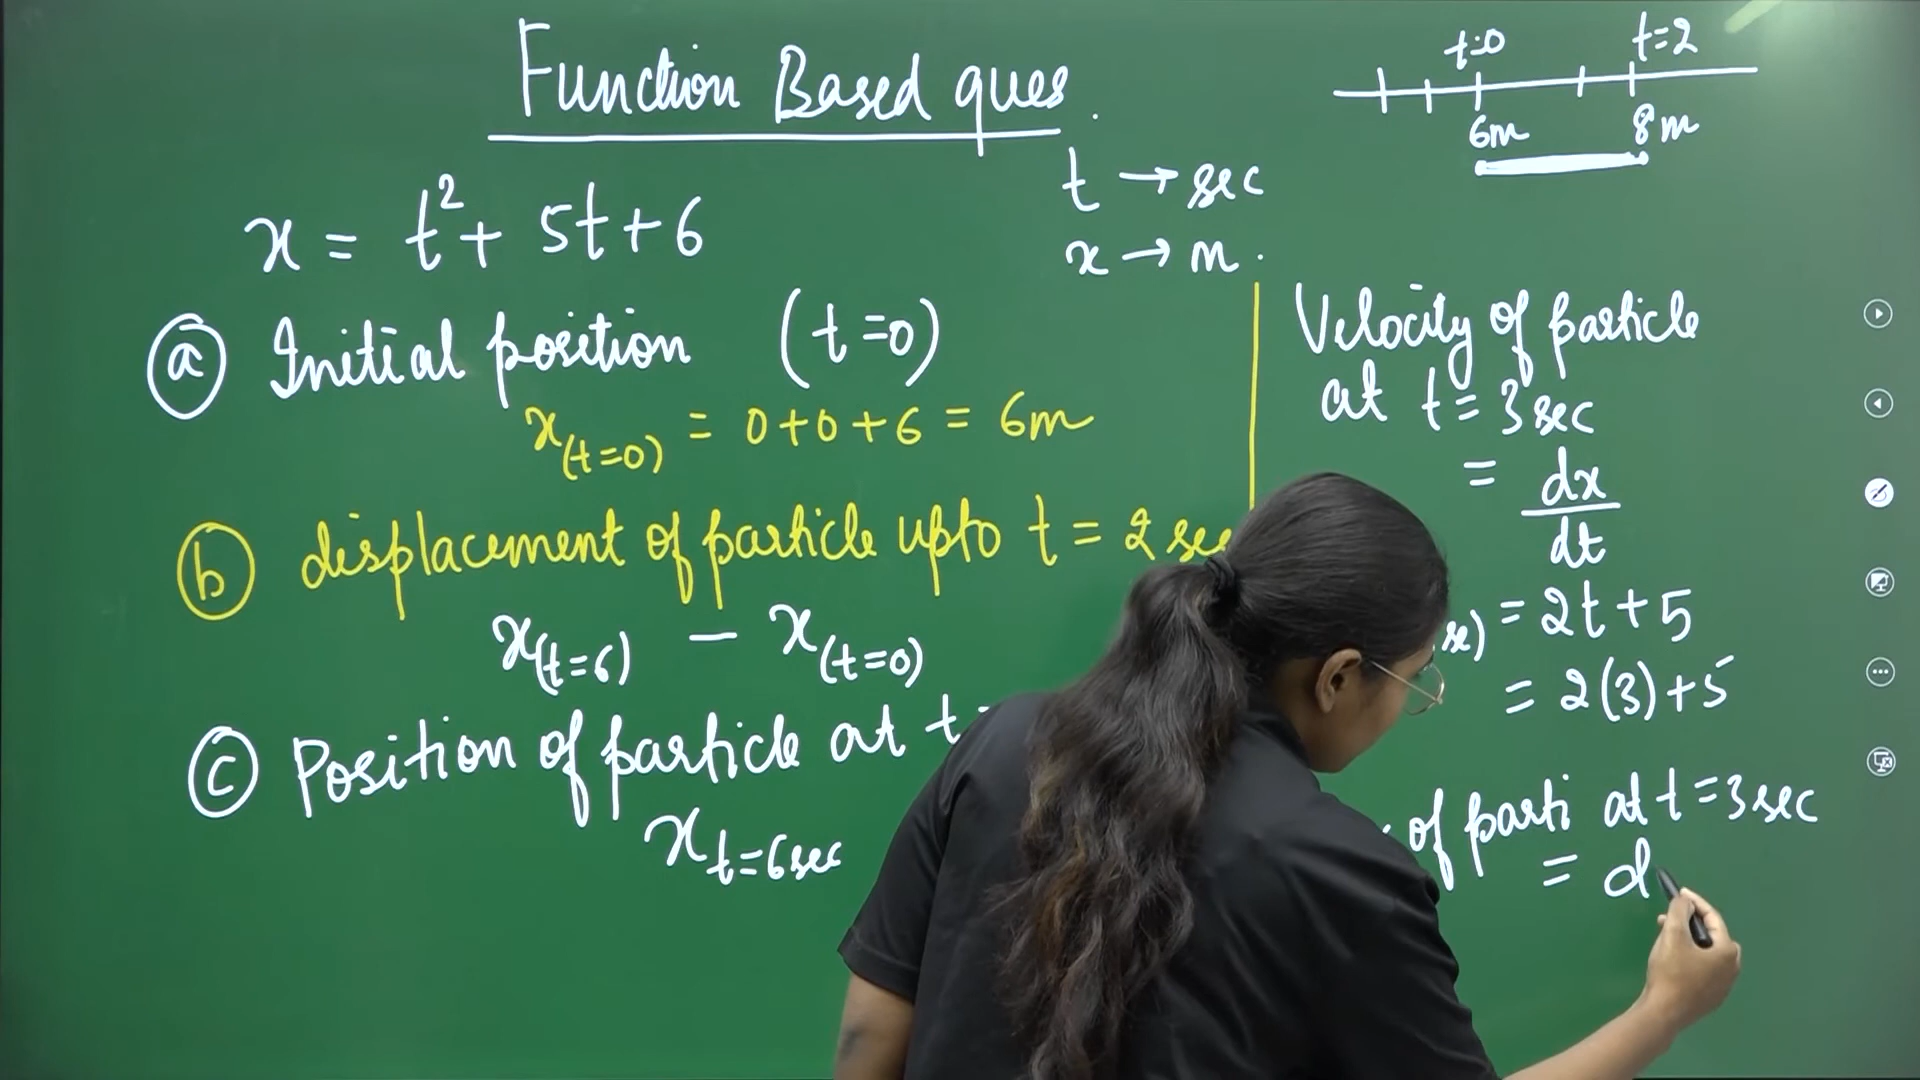 Function Based ques.
t=0 t=2
6m 8m
t → sec
x → m.
x = t² + 5t + 6
(a) Initial position (t=0)
x(t=0) = 0+0+6 = 6m
(b) displacement of particle upto t = 2 sec
x(t=6) − x(t=0)
(c) Position of particle at t
x t=6sec
Velocity of particle
at t = 3 sec
= dx/dt
= 2t+5
= 2(3)+5
of parti at t=3sec
= d